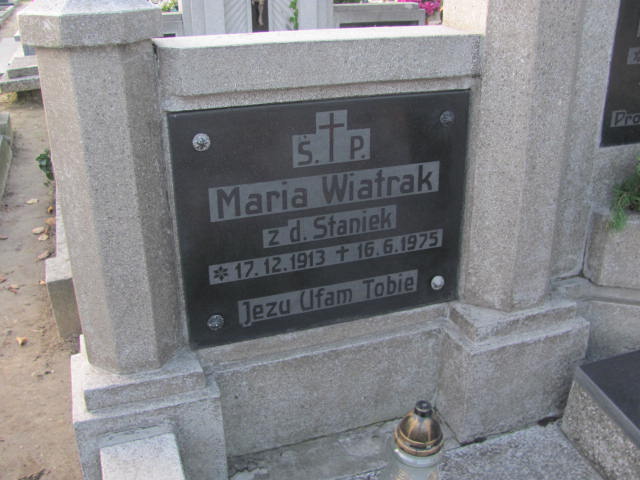 Ś. P.
Maria Wiatrak
z d. Staniek
* 17.12.1913 + 16.6.1975
Jezu Ufam Tobie